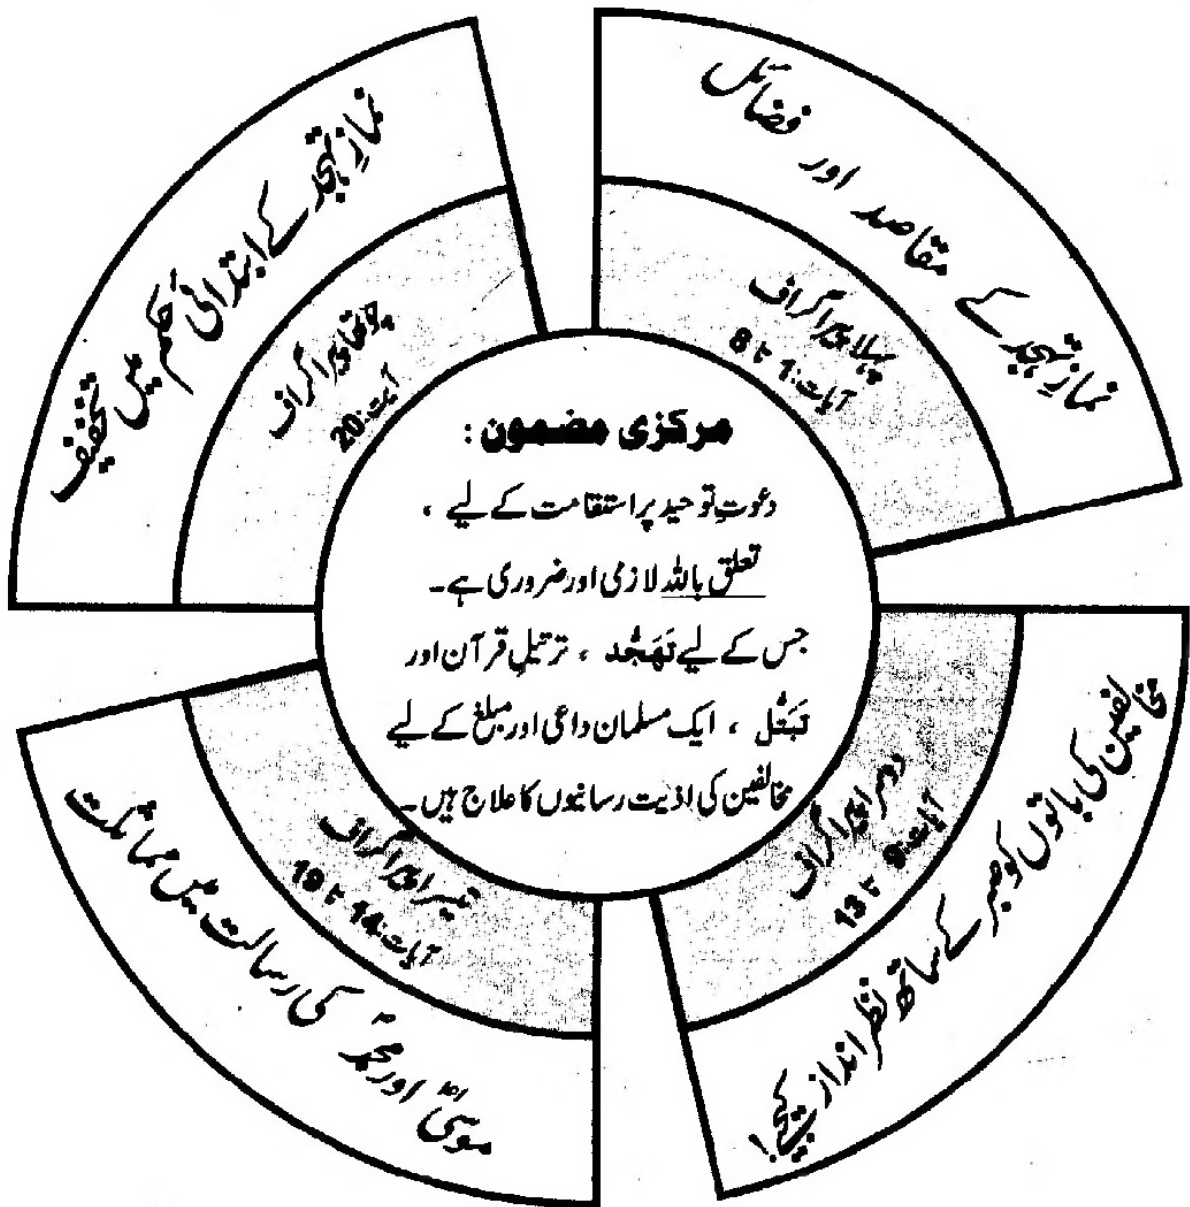 نمازِ تہجد کے مقاصد اور فضائل
پہلا پیراگراف
آیات: 1 تا 8
مخالفین کی باتوں کو صبر کے ساتھ نظر انداز کیجیے!
دوسرا پیراگراف
آیات: 9 تا 13
موسیٰؑ اور محمدؐ کی رسالت میں مماثلت
تیسرا پیراگراف
آیات: 14 تا 19
نمازِ تہجد کے ابتدائی حکم میں تخفیف
چوتھا پیراگراف
آیت: 20
مرکزی مضمون :
دعوتِ توحید پر استقامت کے لیے ،
تعلق باللہ لازمی اور ضروری ہے۔
جس کے لیے تَهَجُّد ، ترتیلِ قرآن اور
تَبَتُّل ، ایک مسلمان داعی اور مبلغ کے لیے
مخالفین کی اذیت رسانیوں کا علاج ہیں۔